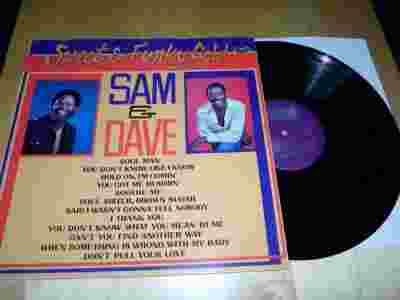 Sweet & Funky Gold
SAM
&
DAVE
SOUL MAN
YOU DON'T KNOW LIKE I KNOW
HOLD ON, I'M COMIN'
YOU GOT ME HUMMIN'
SOOTHE ME
SOUL SISTER, BROWN SUGAR
BABY I WASN'T GONNA TELL NOBODY
I THANK YOU
YOU DON'T KNOW WHAT YOU MEAN TO ME
CAN'T YOU FIND ANOTHER WAY
WHEN SOMETHING IS WRONG WITH MY BABY
DON'T PULL YOUR LOVE